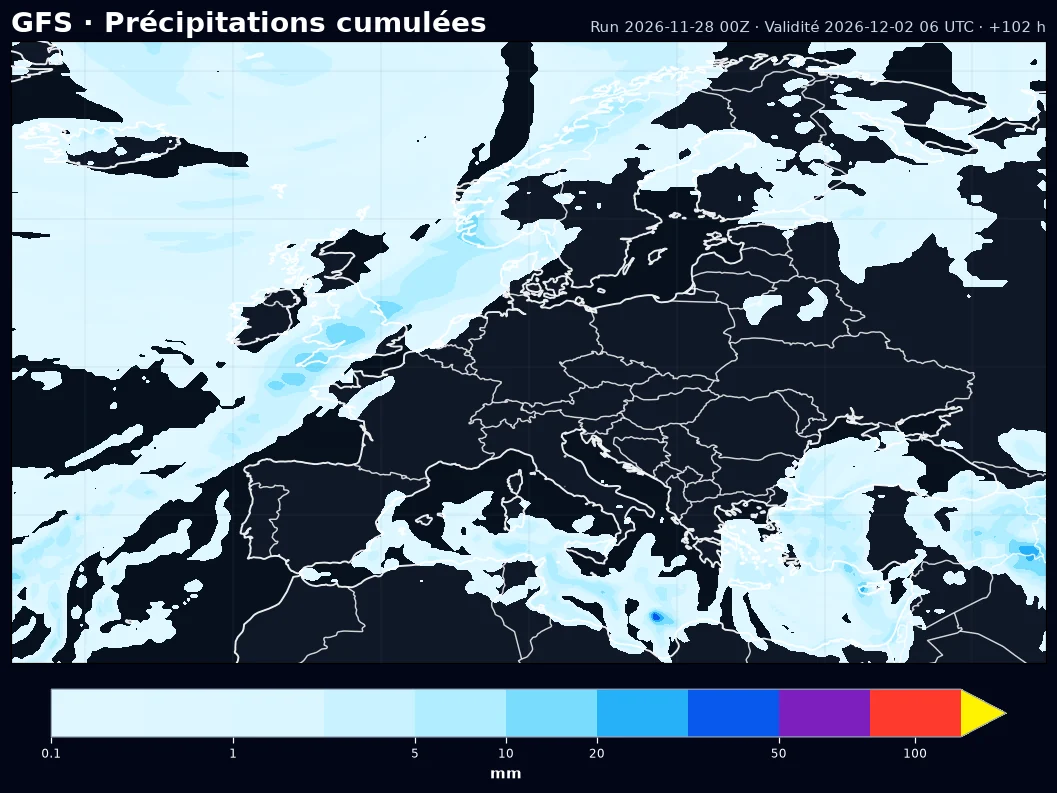 GFS · Précipitations cumulées
Run 2026-11-28 00Z · Validité 2026-12-02 06 UTC · +102 h
0.1 1 5 10 20 50 100
mm